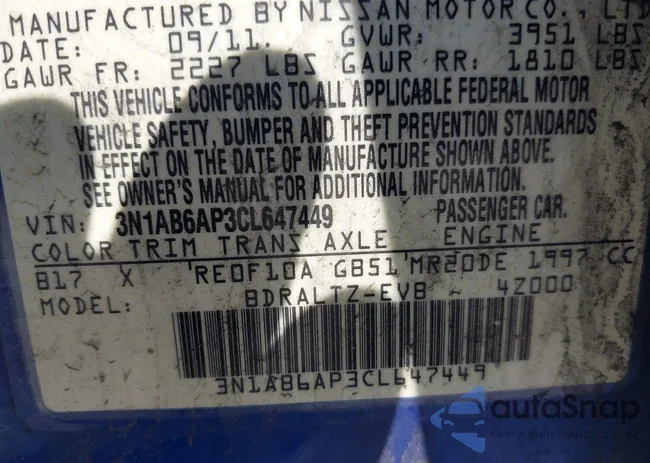 MANUFACTURED BY NISSAN MOTOR CO., LTD
DATE: 09/11 GVWR: 3951 LBS
GAWR FR: 2227 LBS GAWR RR: 1810 LBS
THIS VEHICLE CONFORMS TO ALL APPLICABLE FEDERAL MOTOR
VEHICLE SAFETY, BUMPER AND THEFT PREVENTION STANDARDS
IN EFFECT ON THE DATE OF MANUFACTURE SHOWN ABOVE.
SEE OWNER'S MANUAL FOR ADDITIONAL INFORMATION.
VIN: 3N1AB6AP3CL647449 PASSENGER CAR.
COLOR TRIM TRANS AXLE ENGINE
B17 X RE0F10A GB51 MR20DE 1997 CC
MODEL: BDRALTZ-EVB - 4Z000
3N1AB6AP3CL647449
autoSnap